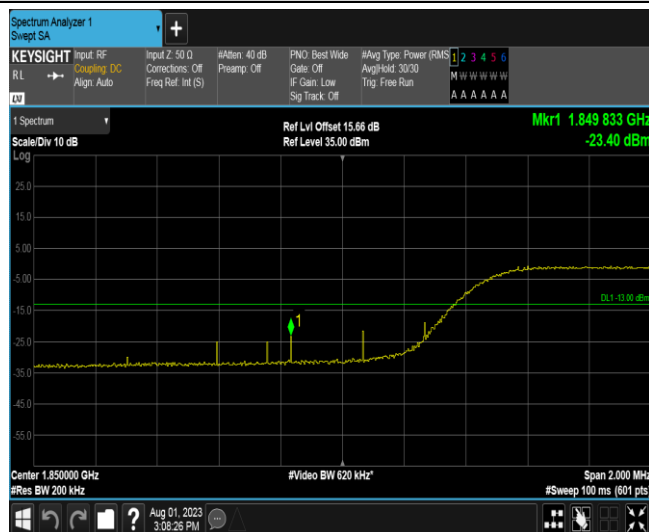 Spectrum Analyzer 1
Swept SA
+
KEYSIGHT
RL
LXI
Input: RF
Coupling: DC
Align: Auto
Input Z: 50 Ω
Corrections: Off
Freq Ref: Int (S)
#Atten: 40 dB
Preamp: Off
PNO: Best Wide
Gate: Off
IF Gain: Low
Sig Track: Off
#Avg Type: Power (RMS
Avg|Hold: 30/30
Trig: Free Run
1 2 3 4 5 6
M W W W W W
A A A A A A
1 Spectrum
Scale/Div 10 dB
Log
Ref Lvl Offset 15.66 dB
Ref Level 35.00 dBm
Mkr1 1.849 833 GHz
-23.40 dBm
25.0
15.0
5.00
-5.00
-15.0
-25.0
-35.0
-45.0
-55.0
1
DL1 -13.00 dBm
Center 1.850000 GHz
#Res BW 200 kHz
#Video BW 620 kHz*
Span 2.000 MHz
#Sweep 100 ms (601 pts)
?
Aug 01, 2023
3:08:26 PM